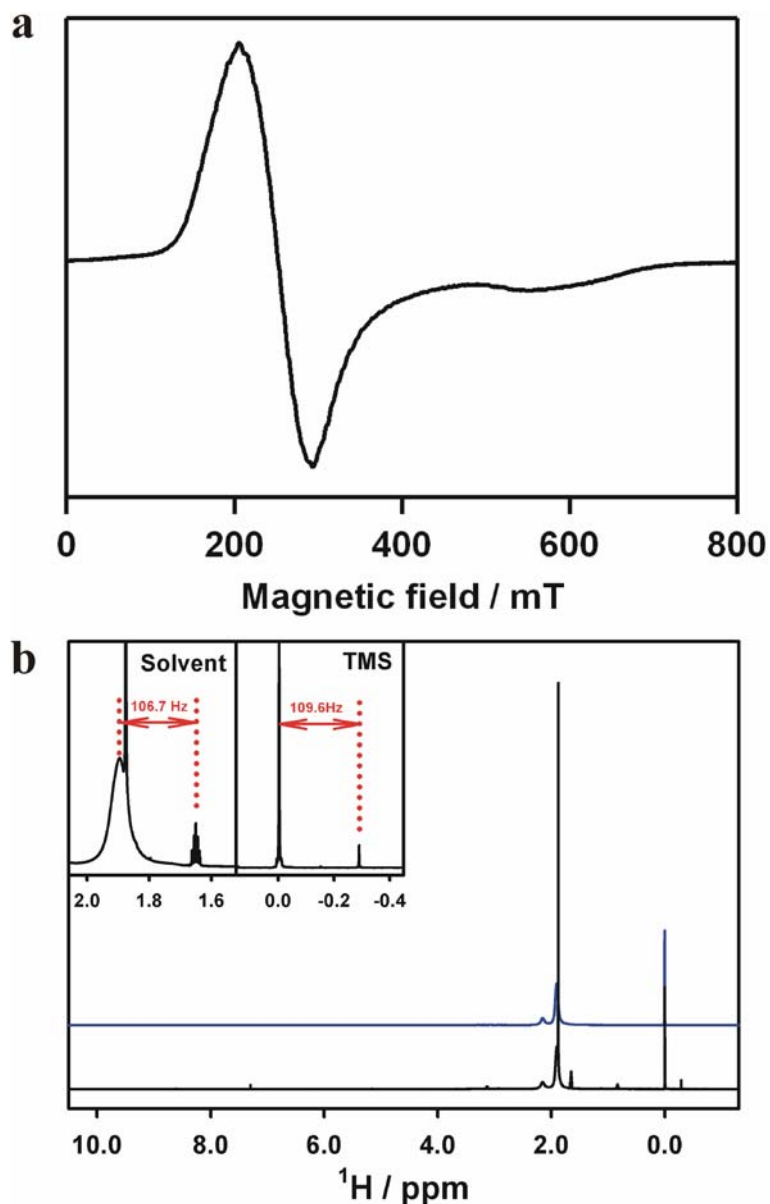 a
0 200 400 600 800
Magnetic field / mT
b
Solvent TMS
106.7 Hz 109.6Hz
2.0 1.8 1.6 0.0 -0.2 -0.4
10.0 8.0 6.0 4.0 2.0 0.0
¹H / ppm